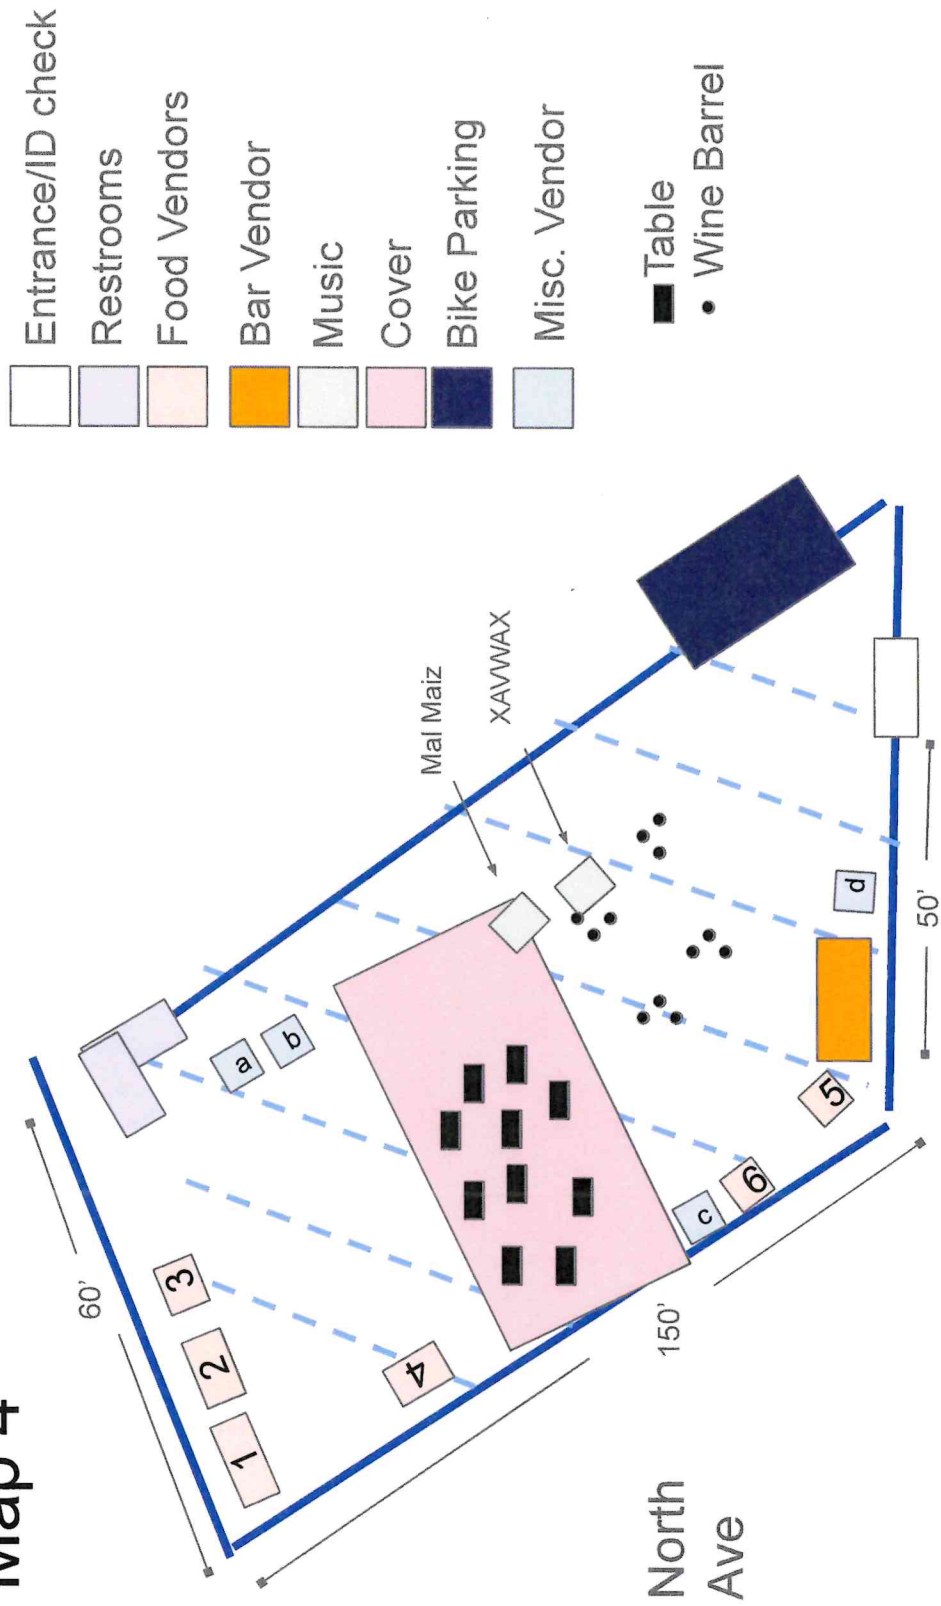 Map 4
Entrance/ID check
Restrooms
Food Vendors
Bar Vendor
Music
Cover
Bike Parking
Misc. Vendor
Table
Wine Barrel
60'
1
2
3
4
a
b
Mal Maiz
XAVWAX
150'
c
6
5
d
50'
North
Ave